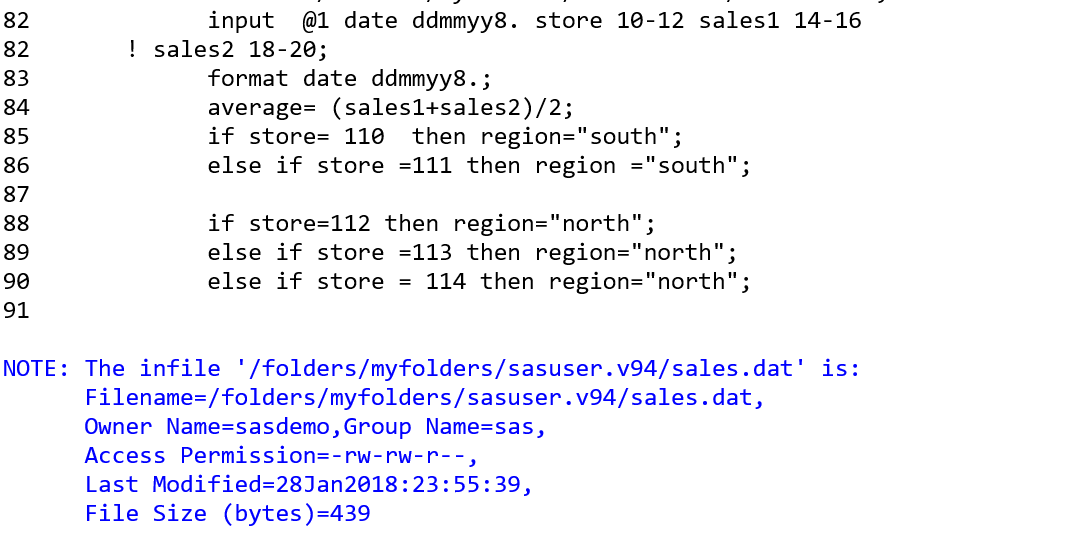 82 input @1 date ddmmyy8. store 10-12 sales1 14-16
82 ! sales2 18-20;
83 format date ddmmyy8.;
84 average= (sales1+sales2)/2;
85 if store= 110 then region="south";
86 else if store =111 then region ="south";
87
88 if store=112 then region="north";
89 else if store =113 then region="north";
90 else if store = 114 then region="north";
91
NOTE: The infile '/folders/myfolders/sasuser.v94/sales.dat' is:
Filename=/folders/myfolders/sasuser.v94/sales.dat,
Owner Name=sasdemo,Group Name=sas,
Access Permission=-rw-rw-r--,
Last Modified=28Jan2018:23:55:39,
File Size (bytes)=439